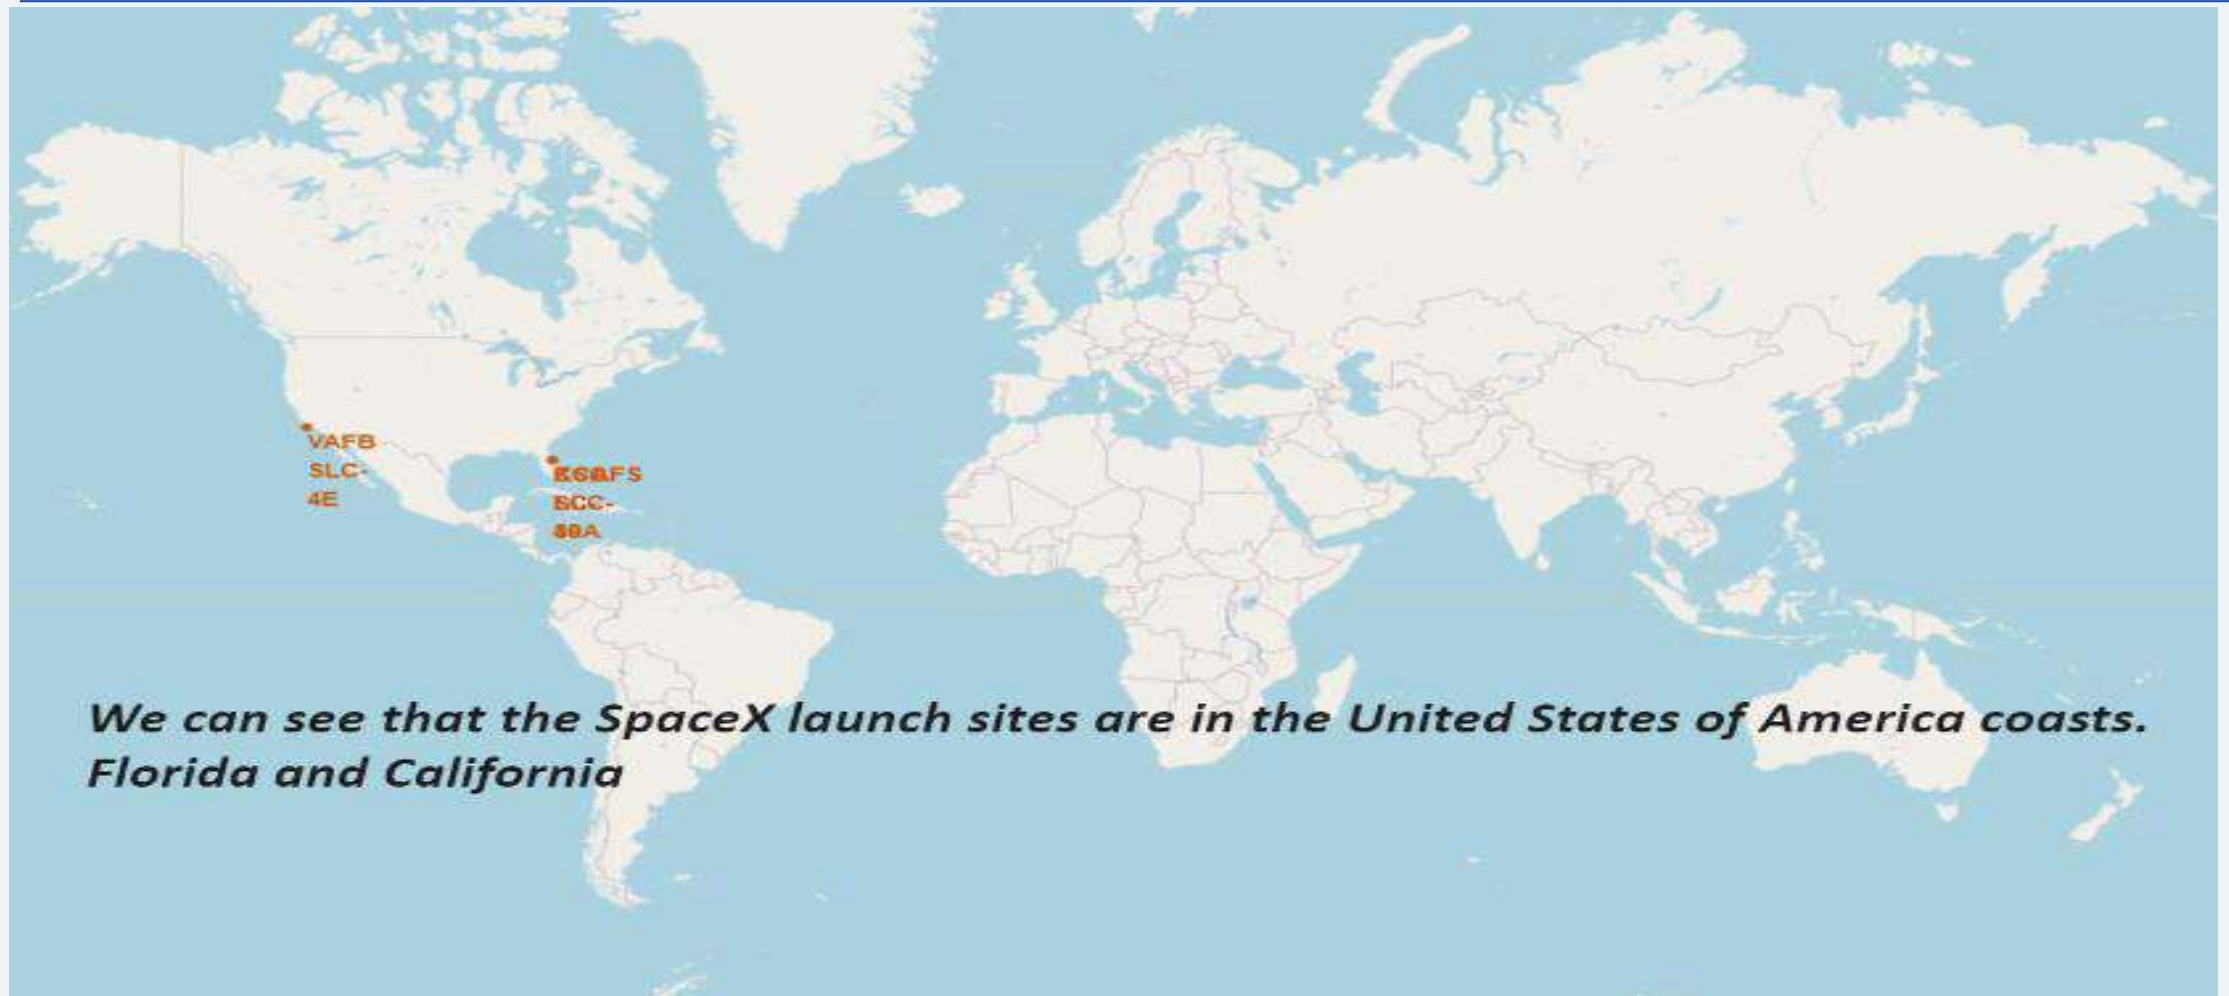 VAFB
SLC-
4E
We can see that the SpaceX launch sites are in the United States of America coasts.
Florida and California